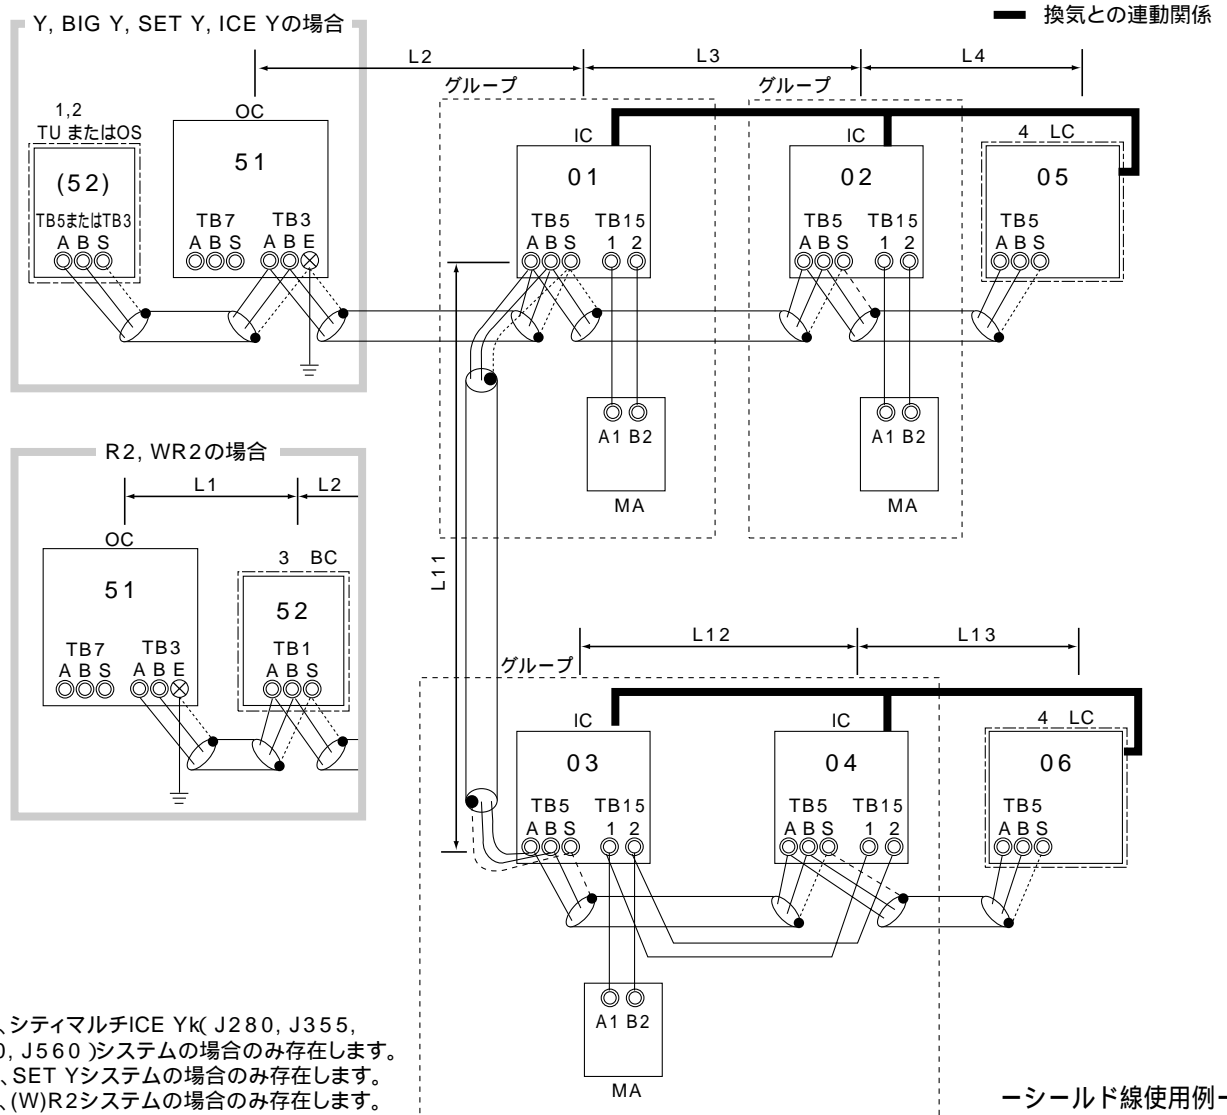 換気との連動関係
Y, BIG Y, SET Y, ICE Yの場合
L2
L3
L4
グループ
グループ
1,2
TU またはOS
OC
IC
IC
4 LC
(52)
51
01
02
05
TB5またはTB3
TB7 TB3
TB5 TB15
TB5 TB15
TB5
A B S
A B S A B E
A B S 1 2
A B S 1 2
A B S
A1 B2
MA
A1 B2
MA
R2, WR2の場合
L1
L2
OC
3 BC
51
52
TB7 TB3
TB1
A B S A B E
A B S
L11
L12
L13
グループ
IC
IC
4 LC
03
04
06
TB5 TB15
TB5 TB15
TB5
A B S 1 2
A B S 1 2
A B S
A1 B2
MA
、シティマルチICE Yk( J280, J355,
0, J560 )システムの場合のみ存在します。
、SET Yシステムの場合のみ存在します。
、(W)R2システムの場合のみ存在します。
ーシールド線使用例ー